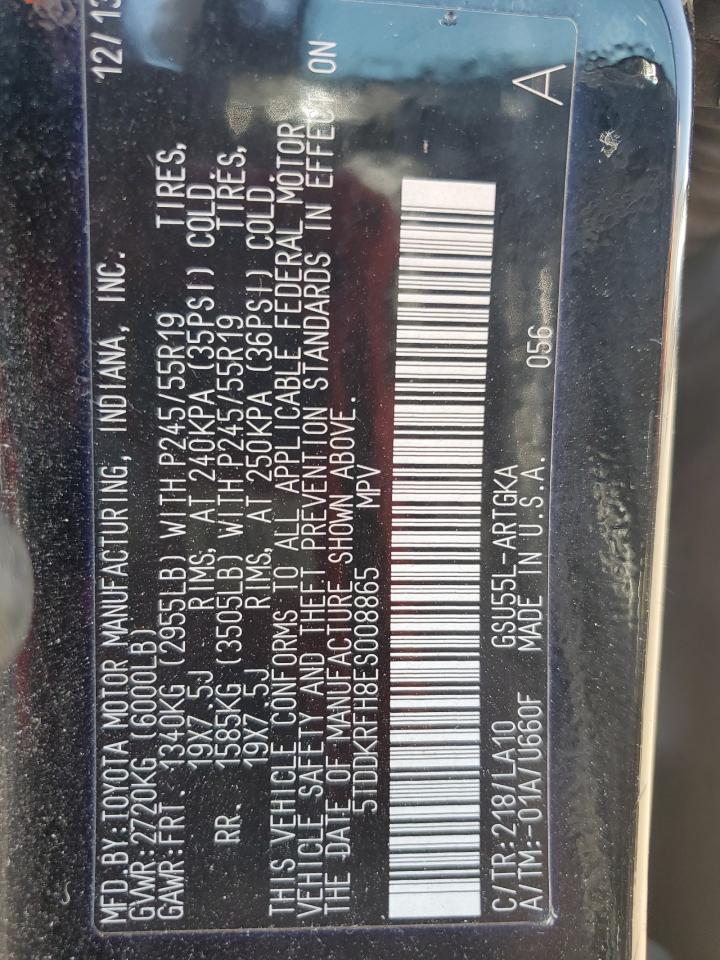 MFD.BY:TOYOTA MOTOR MANUFACTURING, INDIANA, INC. 12/13
GVWR:2720KG (6000LB)
GAWR:FRT. 1340KG (2955LB) WITH P245/55R19 TIRES,
19X7.5J RIMS, AT 240KPA (35PSI) COLD.
RR. 1585KG (3505LB) WITH P245/55R19 TIRES,
19X7.5J RIMS, AT 250KPA (36PSI) COLD.
THIS VEHICLE CONFORMS TO ALL APPLICABLE FEDERAL MOTOR
VEHICLE SAFETY AND THEFT PREVENTION STANDARDS IN EFFECT ON
THE DATE OF MANUFACTURE SHOWN ABOVE.
5TDDKRFH8ES008865 MPV
C/TR:218/LA10 GSU55L-ARTGKA
A/TM:-01A/U660F MADE IN U.S.A. 056
A